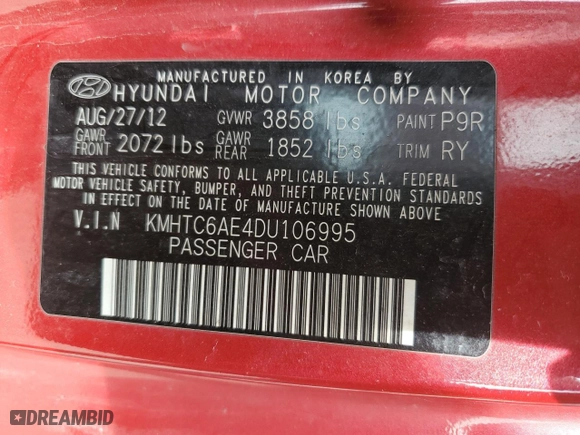 MANUFACTURED IN KOREA BY
HYUNDAI MOTOR COMPANY
AUG/27/12 GVWR 3858 lbs PAINT P9R
GAWR FRONT 2072 lbs GAWR REAR 1852 lbs TRIM RY
THIS VEHICLE CONFORMS TO ALL APPLICABLE U.S.A. FEDERAL
MOTOR VEHICLE SAFETY, BUMPER, AND THEFT PREVENTION STANDARDS
IN EFFECT ON THE DATE OF MANUFACTURE SHOWN ABOVE.
V.I.N KMHTC6AE4DU106995
PASSENGER CAR
DREAMBID